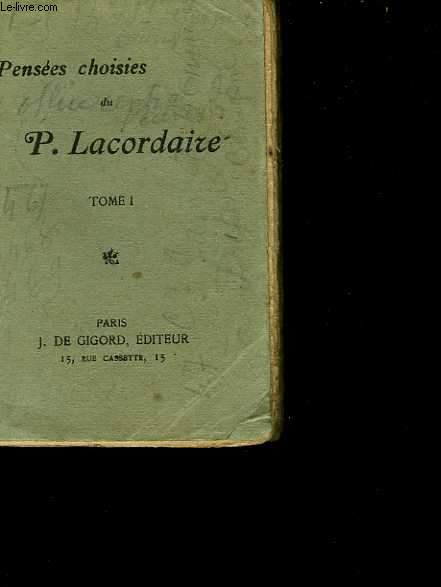 Le-livre.com
Pensées choisies
du
P. Lacordaire
TOME I
PARIS
J. DE GIGORD, ÉDITEUR
15, RUE CASSETTE, 15